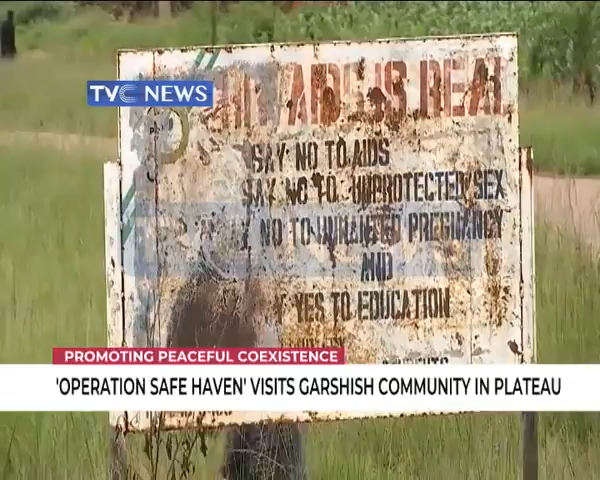 TVC NEWS
AIDS IS REAL
SAY NO TO AIDS
SAY NO TO UNPROTECTED SEX
NO TO UNWANTED PREGNANCY
AND
YES TO EDUCATION
PROMOTING PEACEFUL COEXISTENCE
'OPERATION SAFE HAVEN' VISITS GARSHISH COMMUNITY IN PLATEAU